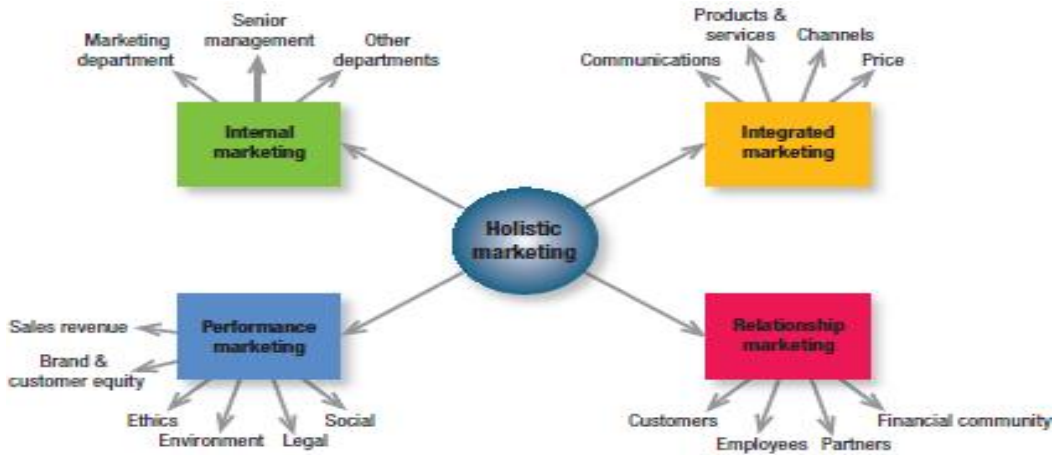 Marketing
department
Senior
management
Other
departments
Communications
Products &
services
Channels
Price
Internal
marketing
Integrated
marketing
Holistic
marketing
Performance
marketing
Relationship
marketing
Sales revenue
Brand &
customer equity
Ethics
Environment
Legal
Social
Customers
Employees
Partners
Financial community